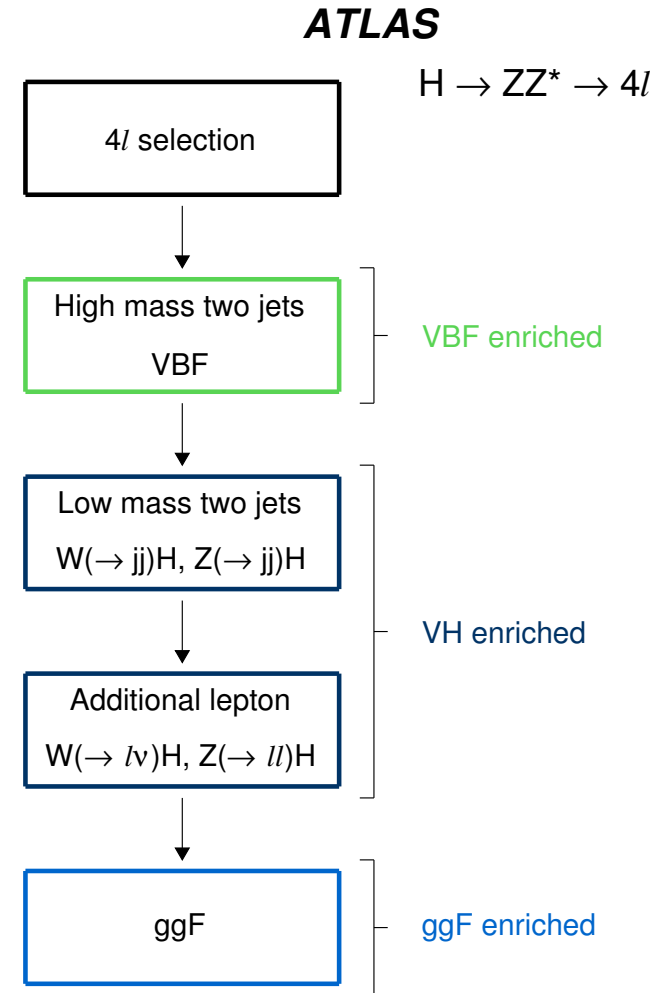 ATLAS
H → ZZ* → 4l
4l selection
High mass two jets
VBF
VBF enriched
Low mass two jets
W(→ jj)H, Z(→ jj)H
VH enriched
Additional lepton
W(→ lν)H, Z(→ ll)H
ggF
ggF enriched